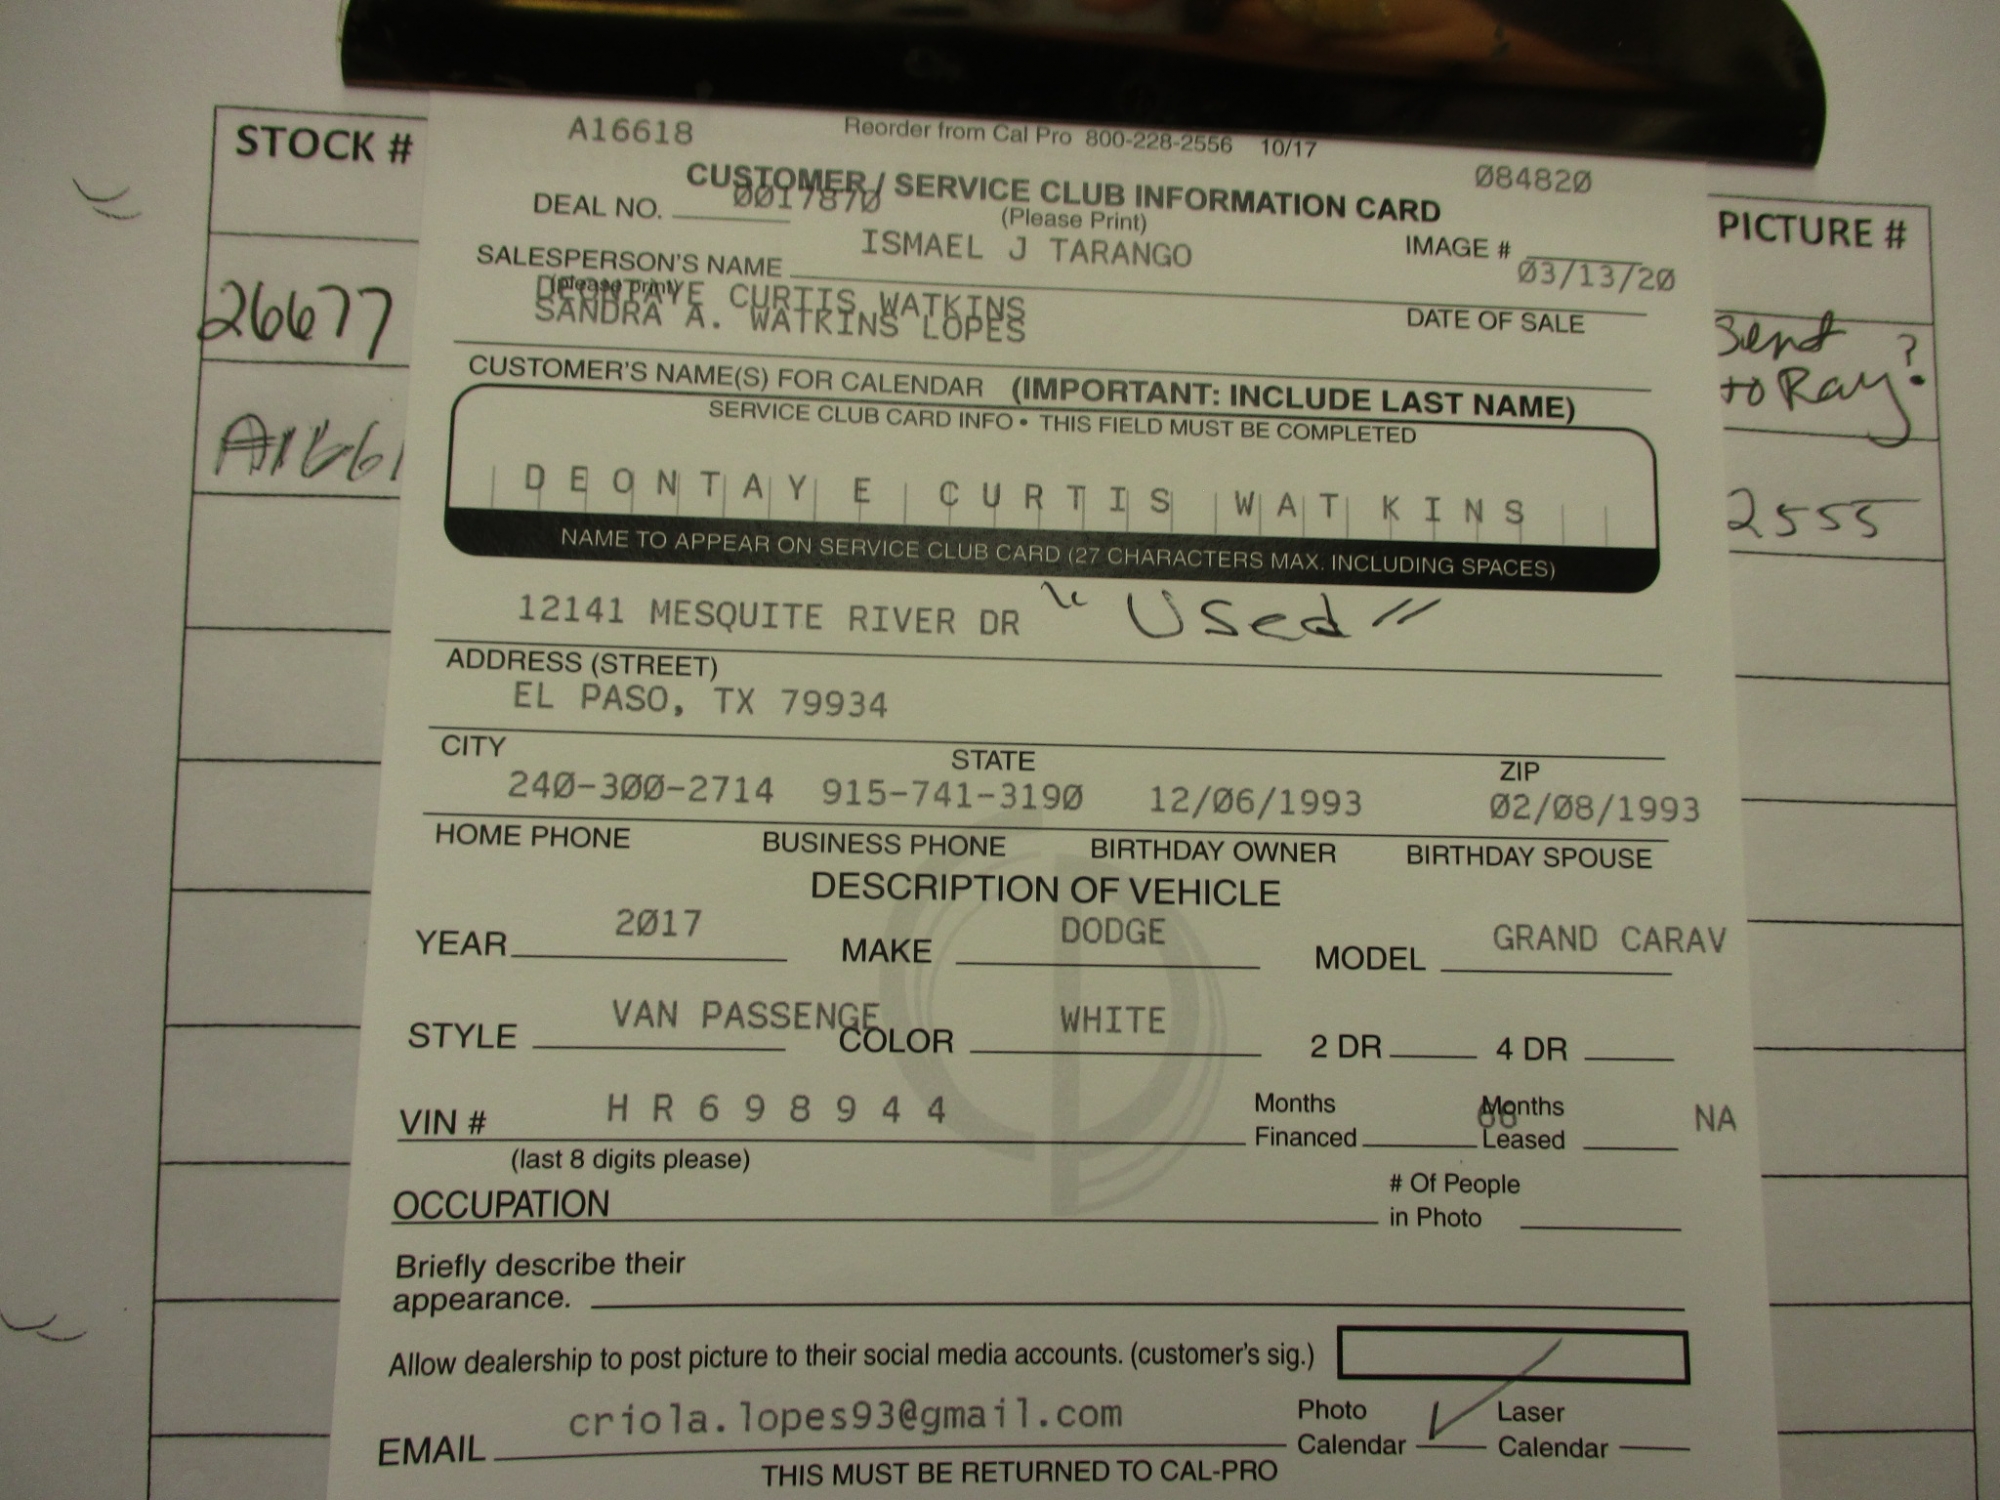 STOCK #
PICTURE #
26677
Sent
to Ray?
A1661
2555
A16618
Reorder from Cal Pro 800-228-2556 10/17
084820
CUSTOMER / SERVICE CLUB INFORMATION CARD
DEAL NO. 0017870
(Please Print)
IMAGE #
SALESPERSON'S NAME ISMAEL J TARANGO
03/13/20
(please print)
DEONTAYE CURTIS WATKINS
SANDRA A. WATKINS LOPES
DATE OF SALE
CUSTOMER'S NAME(S) FOR CALENDAR (IMPORTANT: INCLUDE LAST NAME)
SERVICE CLUB CARD INFO • THIS FIELD MUST BE COMPLETED
DEONTAYE CURTIS WATKINS
NAME TO APPEAR ON SERVICE CLUB CARD (27 CHARACTERS MAX. INCLUDING SPACES)
12141 MESQUITE RIVER DR "Used"
ADDRESS (STREET)
EL PASO, TX 79934
CITY STATE ZIP
240-300-2714 915-741-3190 12/06/1993 02/08/1993
HOME PHONE BUSINESS PHONE BIRTHDAY OWNER BIRTHDAY SPOUSE
DESCRIPTION OF VEHICLE
YEAR 2017 MAKE DODGE MODEL GRAND CARAV
STYLE VAN PASSENGE COLOR WHITE 2 DR 4 DR
VIN # HR698944
(last 8 digits please)
Months Financed
Months Leased NA
OCCUPATION
# Of People in Photo
Briefly describe their
appearance.
Allow dealership to post picture to their social media accounts. (customer's sig.)
EMAIL criola.lopes93@gmail.com
Photo Calendar ✓ Laser Calendar
THIS MUST BE RETURNED TO CAL-PRO